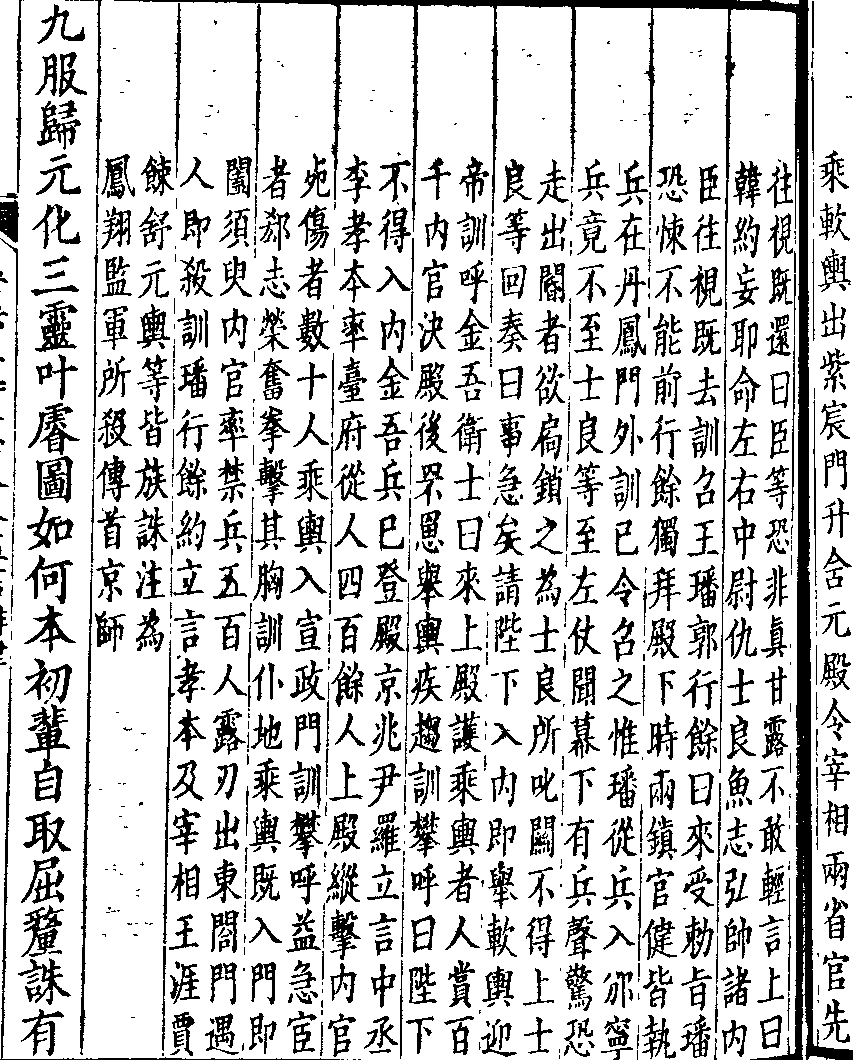 乘軟輿出紫宸門升含元殿令宰相兩省官先
往視既還曰臣等恐非真甘露不敢輕言上曰
韓約妄耶命左右中尉仇士良魚志弘帥諸內
臣往視既去訓召王璠郭行餘曰來受勅旨璠
恐悚不能前行餘獨拜殿下時兩鎮官健皆執
兵在丹鳳門外訓已令召之惟璠從兵入邠寧
兵竟不至士良等至左仗聞幕下有兵聲驚恐
走出閽者欲扃鎖之為士良所叱關不得上士
良等回奏曰事急矣請陛下入內即舉軟輿迎
帝訓呼金吾衛士曰來上殿護乘輿者人賞百
千內官決殿後罘罳舉輿疾趨訓攀呼曰陛下
不得入內金吾兵已登殿京兆尹羅立言中丞
李孝本率臺府從人四百餘人上殿縱擊內官
死傷者數十人乘輿入宣政門訓攀呼益急宦
者郄志榮奮拳擊其胸訓仆地乘輿既入門即
闔須臾內官率禁兵五百人露刃出東閤門遇
人即殺訓璠行餘約立言孝本及宰相王涯賈
餗舒元輿等皆族誅注為
鳳翔監軍所殺傳首京師
九服歸元化三靈叶睿圖如何本初輩自取屈氂誅有